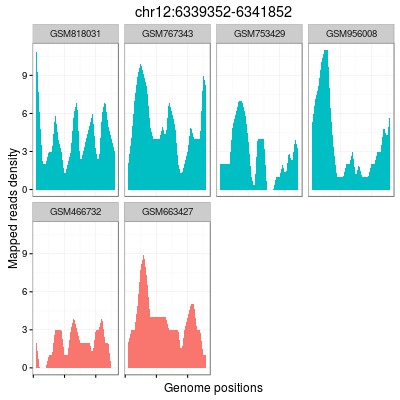 chr12:6339352-6341852
GSM818031 GSM767343 GSM753429 GSM956008
9
6
3
0
Mapped reads density
GSM466732 GSM663427
9
6
3
0
Genome positions